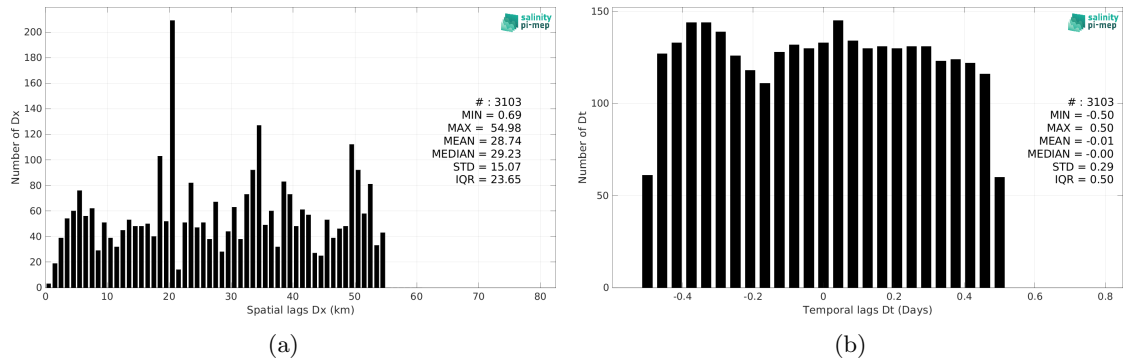 salinity
pi-mep
Number of Dx
200
180
160
140
120
100
80
60
40
20
0
# : 3103
MIN = 0.69
MAX = 54.98
MEAN = 28.74
MEDIAN = 29.23
STD = 15.07
IQR = 23.65
0 10 20 30 40 50 60 70 80
Spatial lags Dx (km)
(a)
salinity
pi-mep
Number of Dt
150
100
50
0
# : 3103
MIN = -0.50
MAX = 0.50
MEAN = -0.01
MEDIAN = -0.00
STD = 0.29
IQR = 0.50
-0.4 -0.2 0 0.2 0.4 0.6 0.8
Temporal lags Dt (Days)
(b)